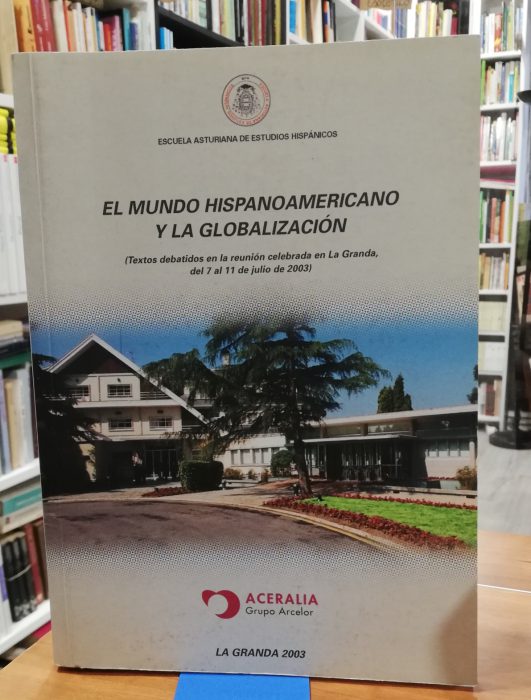 ESCUELA ASTURIANA DE ESTUDIOS HISPÁNICOS
EL MUNDO HISPANOAMERICANO
Y LA GLOBALIZACIÓN
(Textos debatidos en la reunión celebrada en La Granda,
del 7 al 11 de julio de 2003)
ACERALIA
Grupo Arcelor
LA GRANDA 2003